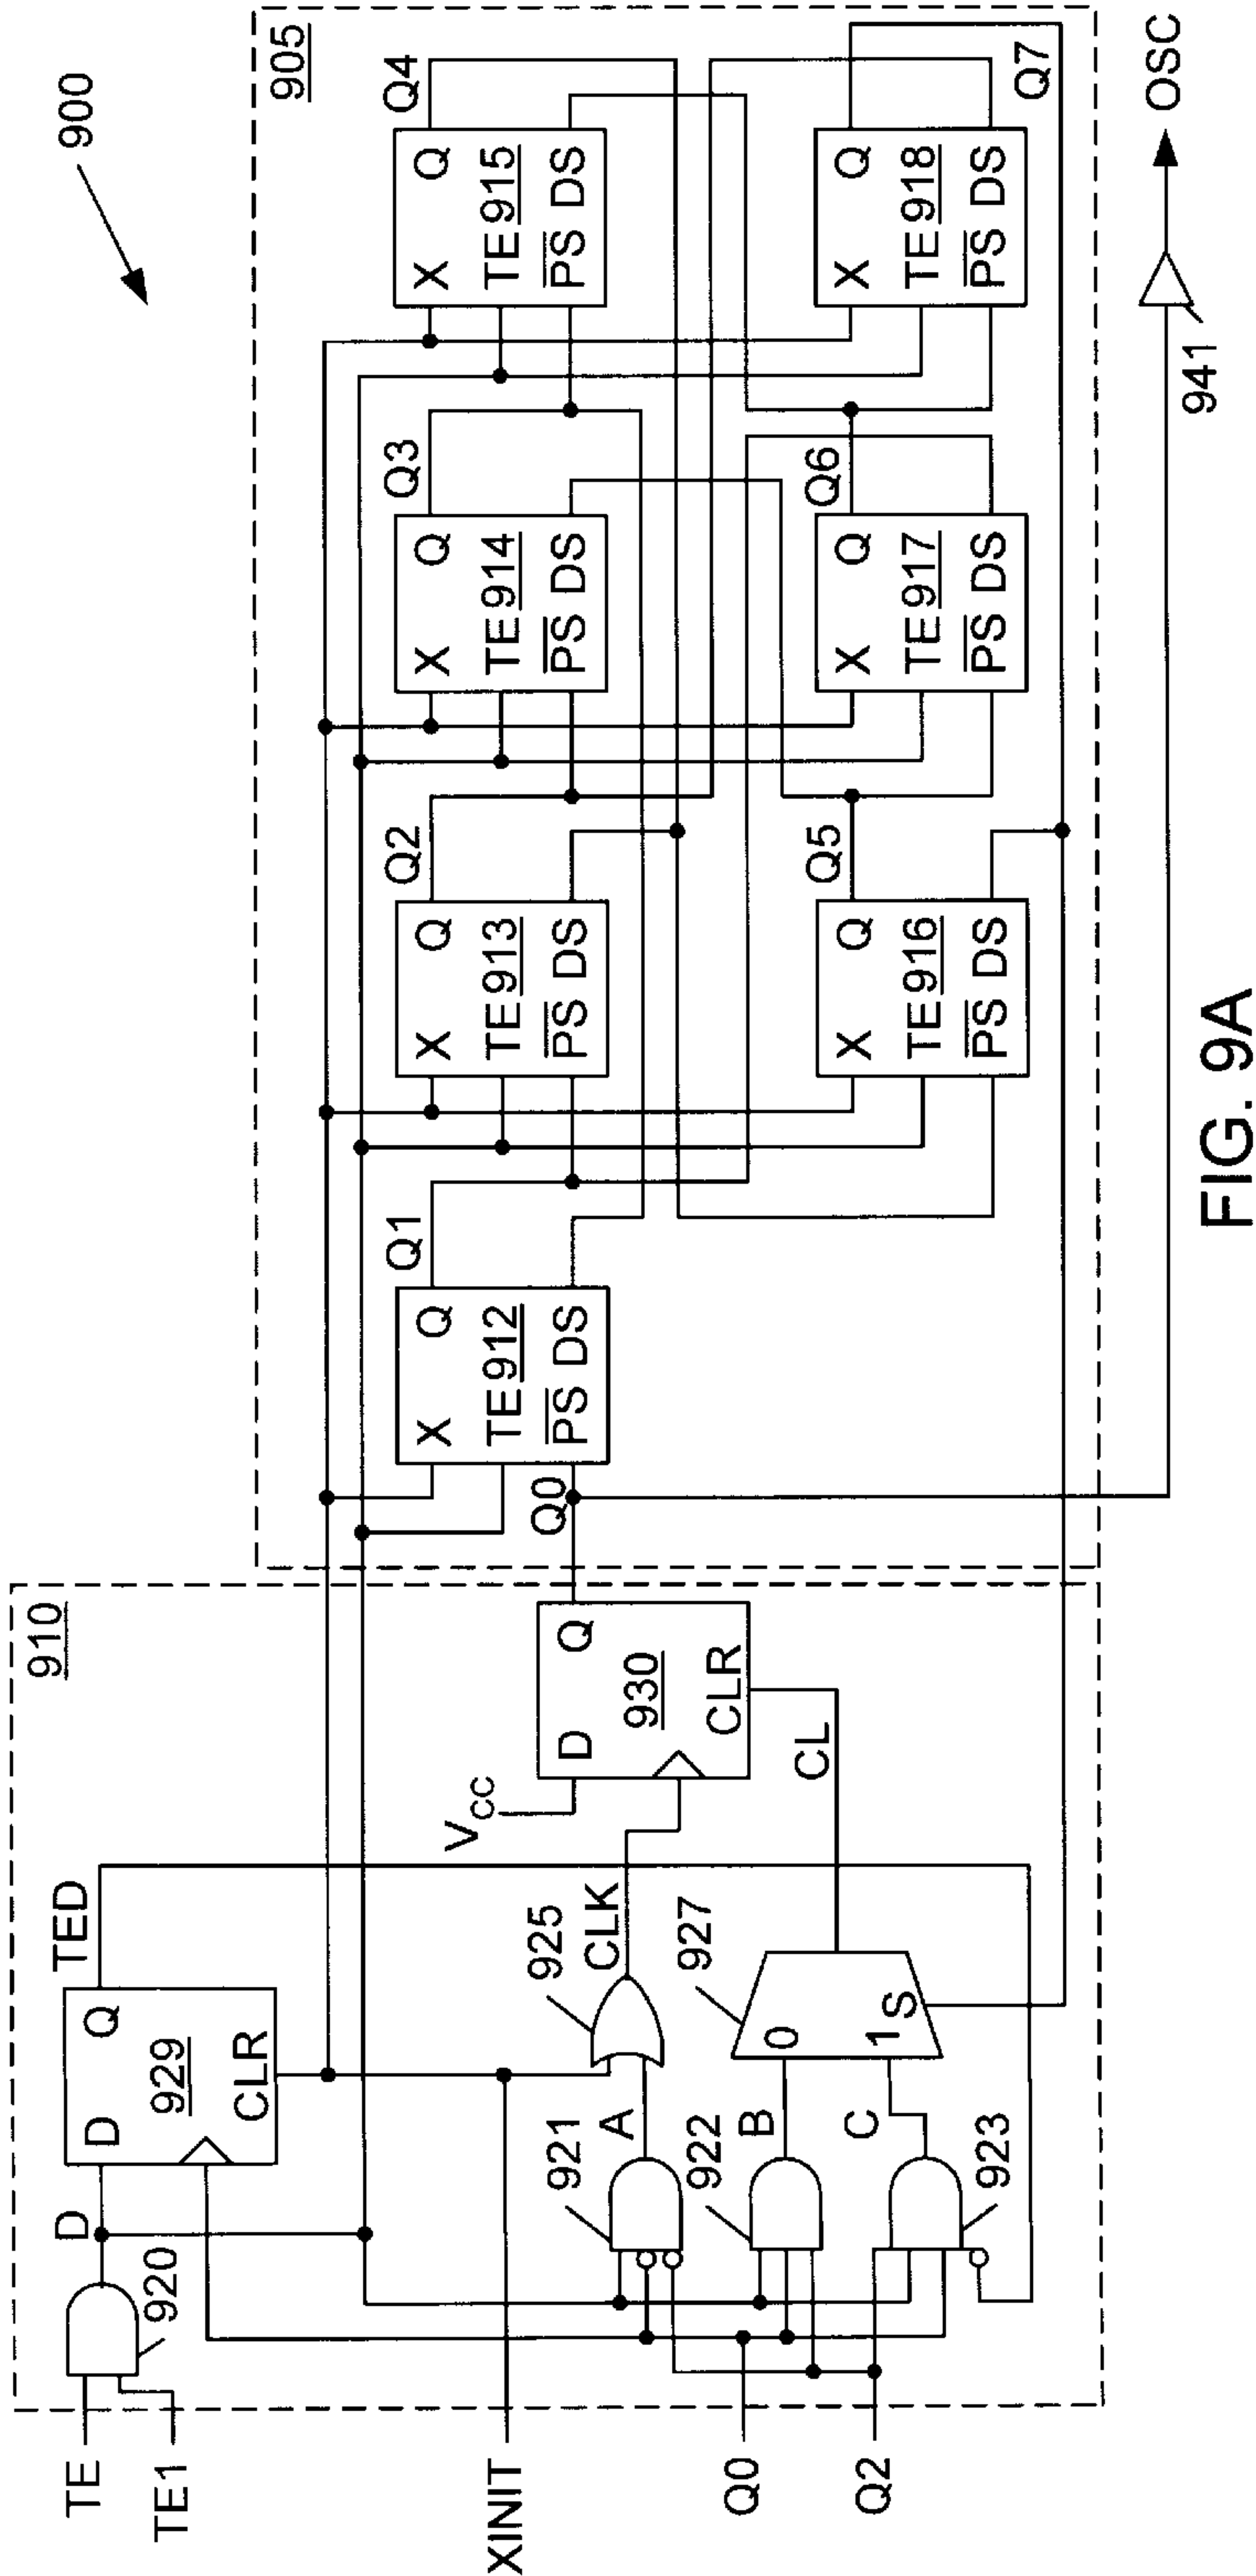 900
910
905
TE
TE1
920
D
D Q
929
CLR
TED
XINIT
Q0
Q2
921
A
922
B
C
923
925
CLK
927
0
1
S
CL
VCC
D Q
930
CLR
Q0
X Q
TE 912
PS DS
Q1
X Q
TE 913
PS DS
Q2
X Q
TE 914
PS DS
Q3
X Q
TE 915
PS DS
Q4
X Q
TE 916
PS DS
Q5
X Q
TE 917
PS DS
Q6
X Q
TE 918
PS DS
Q7
941
OSC
FIG. 9A